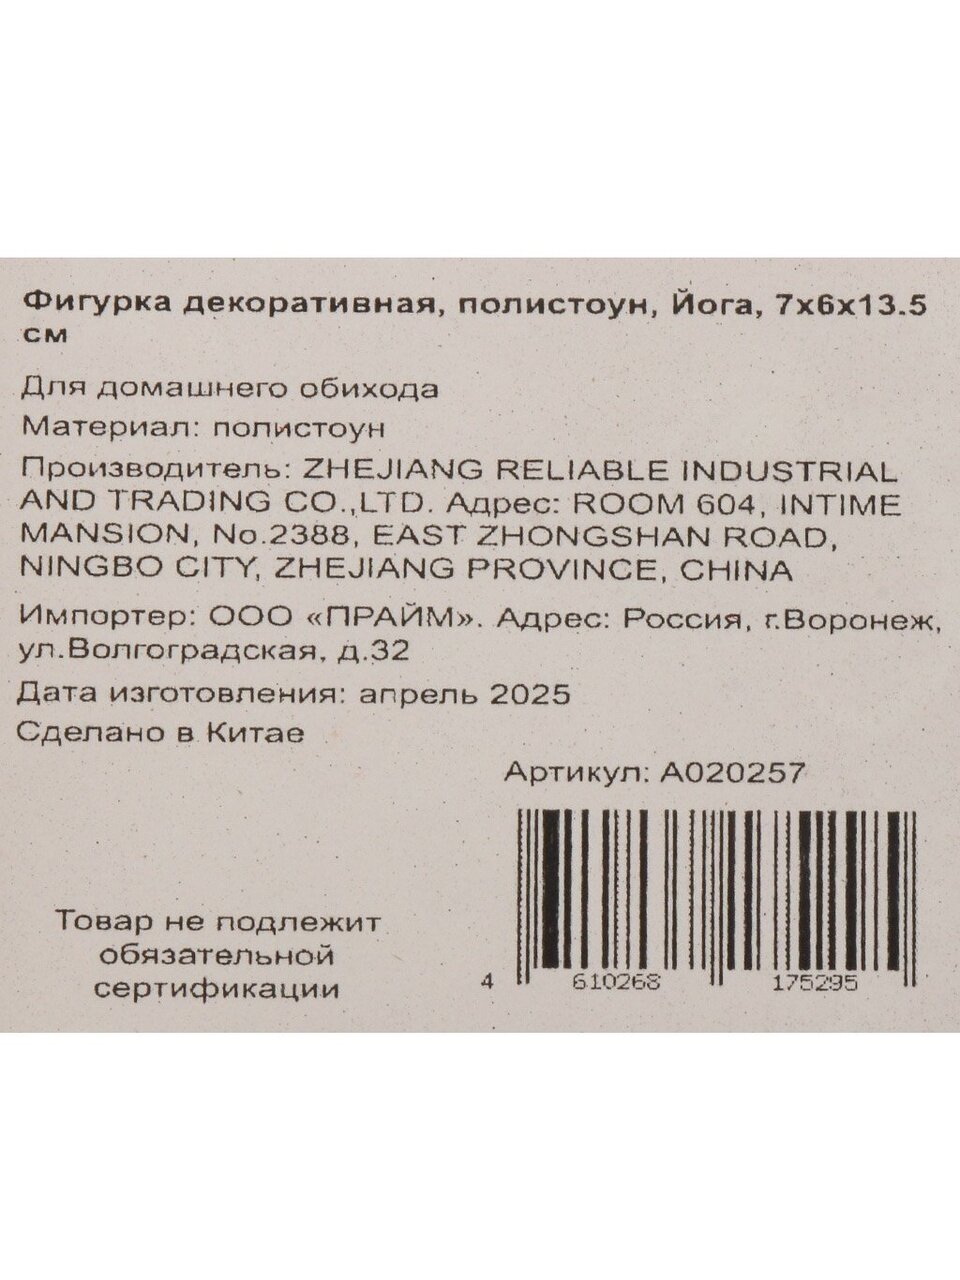 Фигурка декоративная, полистоун, Йога, 7х6х13.5
см
Для домашнего обихода
Материал: полистоун
Производитель: ZHEJIANG RELIABLE INDUSTRIAL
AND TRADING CO.,LTD. Адрес: ROOM 604, INTIME
MANSION, No.2388, EAST ZHONGSHAN ROAD,
NINGBO CITY, ZHEJIANG PROVINCE, CHINA
Импортер: ООО «ПРАЙМ». Адрес: Россия, г.Воронеж,
ул.Волгоградская, д.32
Дата изготовления: апрель 2025
Сделано в Китае
Артикул: А020257
Товар не подлежит
обязательной
сертификации
4 610268 175295